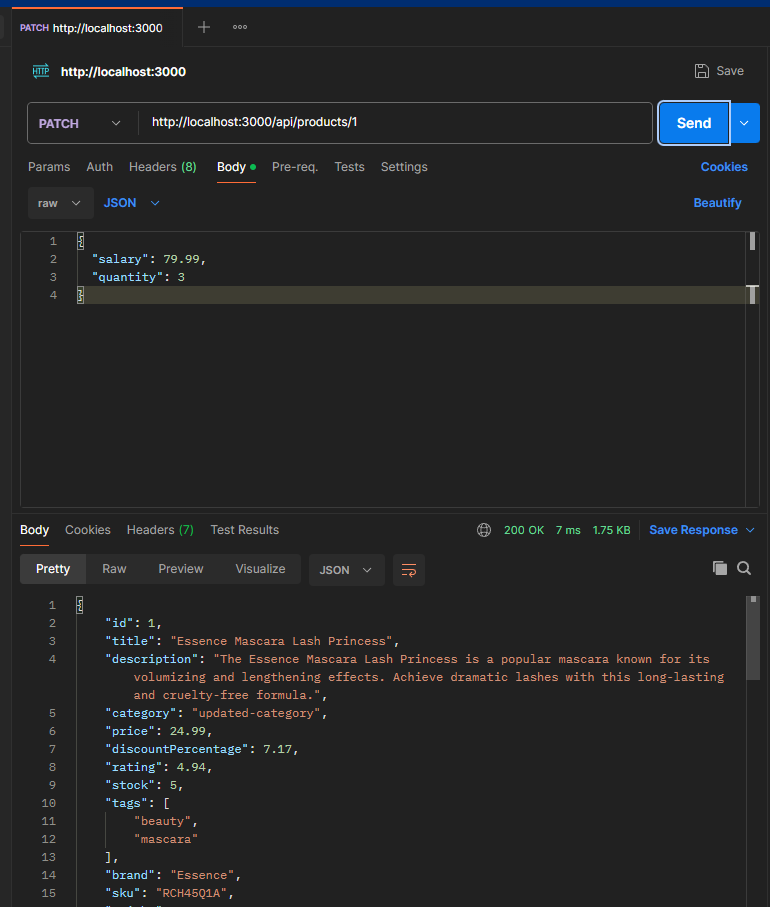 PATCH http://localhost:3000
HTTP http://localhost:3000 Save
PATCH http://localhost:3000/api/products/1 Send
Params Auth Headers (8) Body Pre-req. Tests Settings Cookies
raw JSON Beautify
1 {
2 "salary": 79.99,
3 "quantity": 3
4 }
Body Cookies Headers (7) Test Results 200 OK 7 ms 1.75 KB Save Response
Pretty Raw Preview Visualize JSON
1 {
2 "id": 1,
3 "title": "Essence Mascara Lash Princess",
4 "description": "The Essence Mascara Lash Princess is a popular mascara known for its
volumizing and lengthening effects. Achieve dramatic lashes with this long-lasting
and cruelty-free formula.",
5 "category": "updated-category",
6 "price": 24.99,
7 "discountPercentage": 7.17,
8 "rating": 4.94,
9 "stock": 5,
10 "tags": [
11 "beauty",
12 "mascara"
13 ],
14 "brand": "Essence",
15 "sku": "RCH45Q1A",